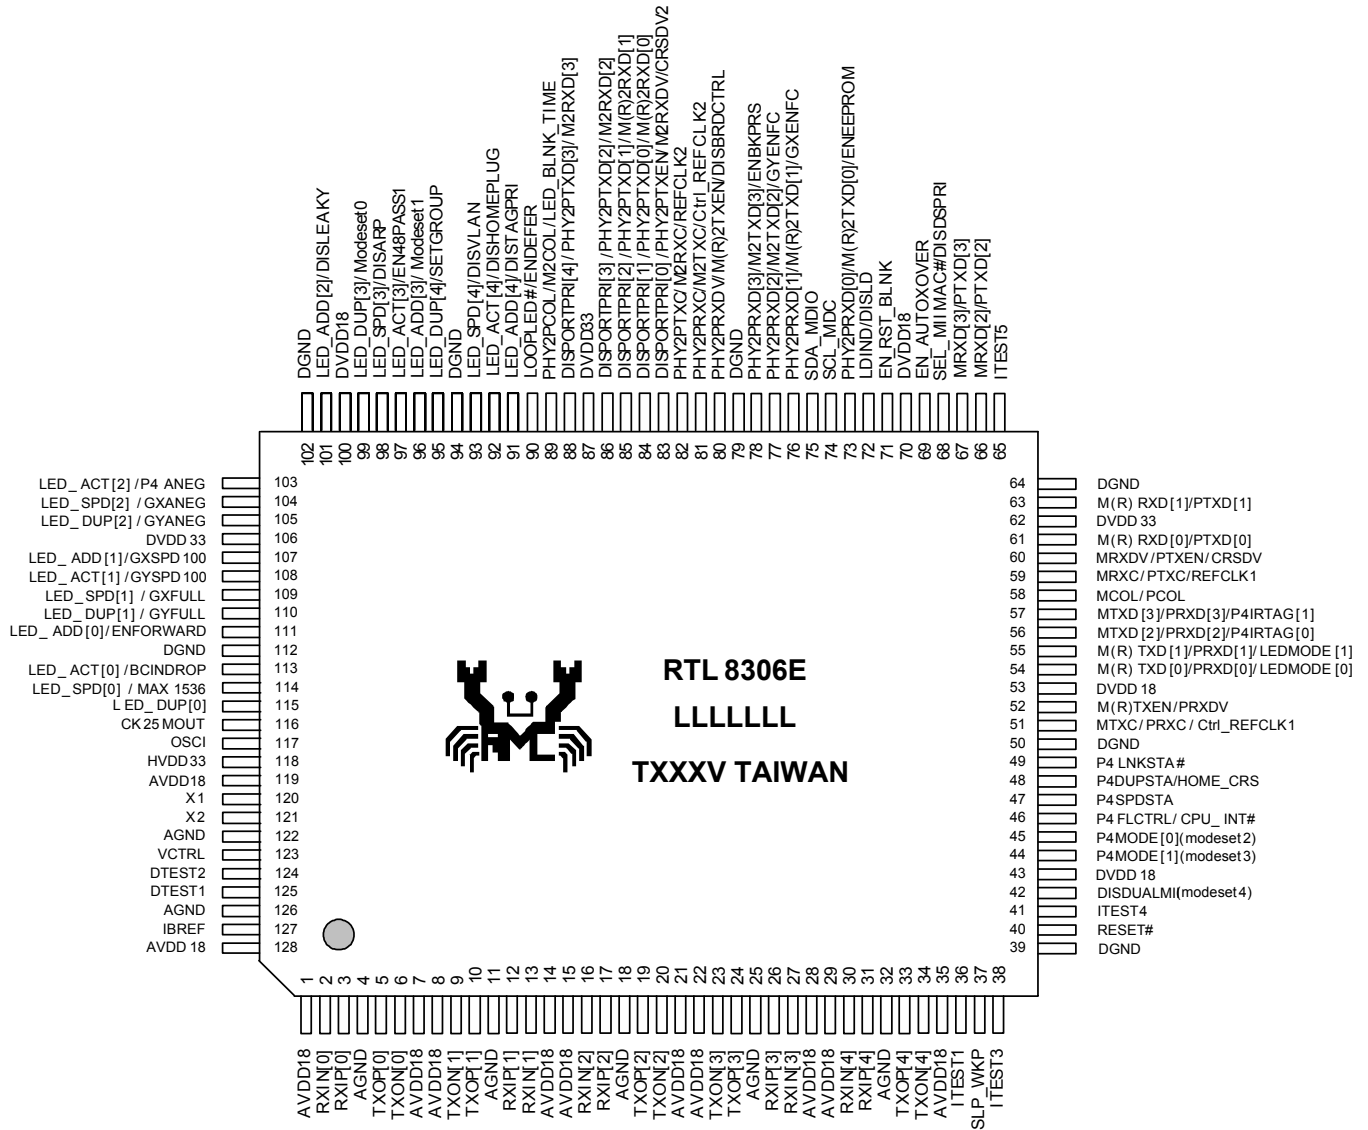 DGND
LED_ADD[2]/DISLEAKY
DVDD18
LED_DUP[3]/Modeset0
LED_SPD[3]/DISARP
LED_ACT[3]/EN48PASS1
LED_ADD[3]/Modeset1
LED_DUP[4]/SETGROUP
DGND
LED_SPD[4]/DISVLAN
LED_ACT[4]/DISHOMEPLUG
LED_ADD[4]/DISTAGPRI
LOOPLED#/ENDEFER
PHY2PCOL/M2COL/LED_BLNK_TIME
DISPORTPRI[4]/PHY2PTXD[3]/M2RXD[3]
DVDD33
DISPORTPRI[3]/PHY2PTXD[2]/M2RXD[2]
DISPORTPRI[2]/PHY2PTXD[1]/M(R)2RXD[1]
DISPORTPRI[1]/PHY2PTXD[0]/M(R)2RXD[0]
DISPORTPRI[0]/PHY2PTXEN/M2RXDV/CRSDV2
PHY2PTXC/M2RXC/REFCLK2
PHY2PRXC/M2TXC/Ctrl_REFCLK2
PHY2PRXDV/M(R)2TXEN/DISBRDCTRL
DGND
PHY2PRXD[3]/M2TXD[3]/ENBKPRS
PHY2PRXD[2]/M2TXD[2]/GYENFC
PHY2PRXD[1]/M(R)2TXD[1]/GXENFC
SDA_MDIO
SCL_MDC
PHY2PRXD[0]/M(R)2TXD[0]/ENEEPROM
LDIND/DISLD
EN_RST_BLNK
DVDD18
EN_AUTOXOVER
SEL_MIIMAC#/DISDSPRI
MRXD[3]/PTXD[3]
MRXD[2]/PTXD[2]
ITEST5
102 101 100 99 98 97 96 95 94 93 92 91 90 89 88 87 86 85 84 83 82 81 80 79 78 77 76 75 74 73 72 71 70 69 68 67 66 65
LED_ACT[2]/P4 ANEG 103
LED_SPD[2] / GXANEG 104
LED_DUP[2] / GYANEG 105
DVDD33 106
LED_ADD[1]/GXSPD100 107
LED_ACT[1]/GYSPD100 108
LED_SPD[1] / GXFULL 109
LED_DUP[1] / GYFULL 110
LED_ADD[0]/ENFORWARD 111
DGND 112
LED_ACT[0]/BCINDROP 113
LED_SPD[0] / MAX 1536 114
LED_DUP[0] 115
CK25MOUT 116
OSCI 117
HVDD33 118
AVDD18 119
X1 120
X2 121
AGND 122
VCTRL 123
DTEST2 124
DTEST1 125
AGND 126
IBREF 127
AVDD18 128
RTL8306E
LLLLLLL
TXXXV TAIWAN
RMC
64 DGND
63 M(R) RXD[1]/PTXD[1]
62 DVDD33
61 M(R) RXD[0]/PTXD[0]
60 MRXDV/PTXEN/CRSDV
59 MRXC/PTXC/REFCLK1
58 MCOL/PCOL
57 MTXD[3]/PRXD[3]/P4IRTAG[1]
56 MTXD[2]/PRXD[2]/P4IRTAG[0]
55 M(R) TXD[1]/PRXD[1]/LEDMODE[1]
54 M(R) TXD[0]/PRXD[0]/LEDMODE[0]
53 DVDD18
52 M(R)TXEN/PRXDV
51 MTXC/PRXC/ Ctrl_REFCLK1
50 DGND
49 P4LNKSTA#
48 P4DUPSTA/HOME_CRS
47 P4SPDSTA
46 P4FLCTRL/CPU_INT#
45 P4MODE[0](modeset2)
44 P4MODE[1](modeset3)
43 DVDD18
42 DISDUALMI(modeset4)
41 ITEST4
40 RESET#
39 DGND
1 2 3 4 5 6 7 8 9 10 11 12 13 14 15 16 17 18 19 20 21 22 23 24 25 26 27 28 29 30 31 32 33 34 35 36 37 38
AVDD18
RXIN[0]
RXIP[0]
AGND
TXOP[0]
TXON[0]
AVDD18
AVDD18
TXON[1]
TXOP[1]
AGND
RXIP[1]
RXIN[1]
AVDD18
AVDD18
RXIN[2]
RXIP[2]
AGND
TXOP[2]
TXON[2]
AVDD18
AVDD18
TXON[3]
TXOP[3]
AGND
RXIP[3]
RXIN[3]
AVDD18
AVDD18
RXIN[4]
RXIP[4]
AGND
TXOP[4]
TXON[4]
AVDD18
ITEST1
SLP_WKP
ITEST3